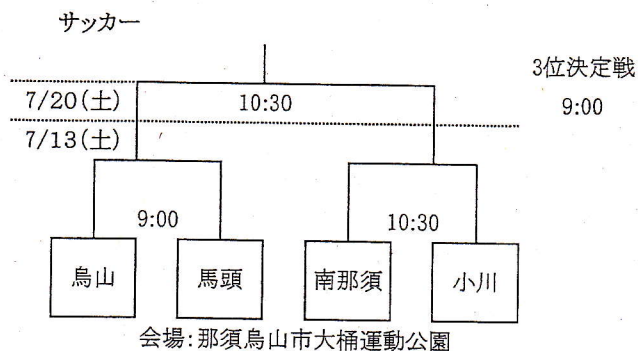 サッカー
3位決定戦
7/20(土) 10:30 9:00
7/13(土)
9:00 10:30
烏山 馬頭 南那須 小川
会場:那須烏山市大桶運動公園